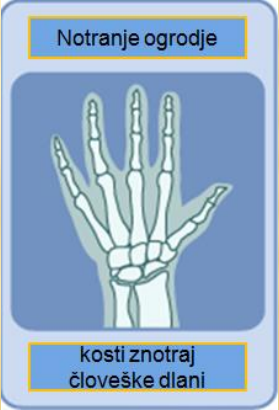 Notranje ogrodje
kosti znotraj
človeške dlani